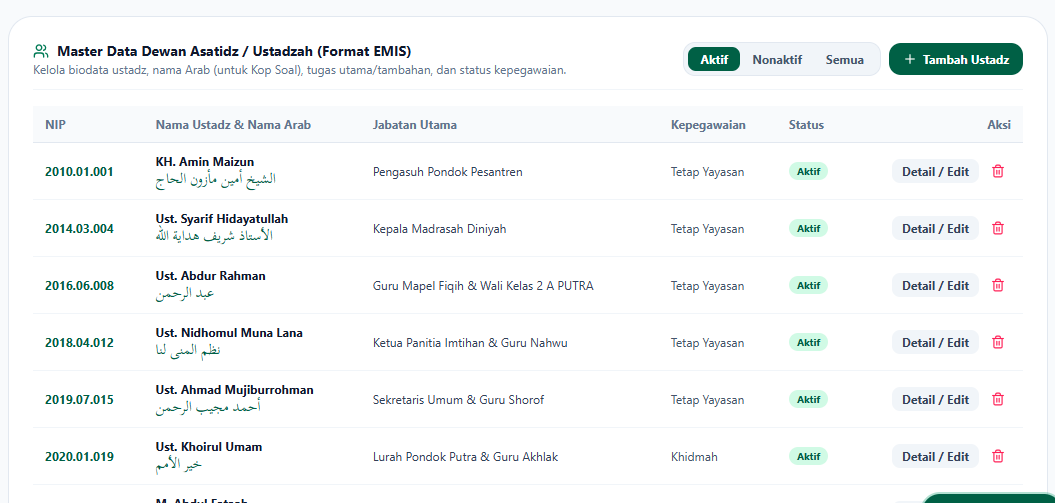 Master Data Dewan Asatidz / Ustadzah (Format EMIS)
Kelola biodata ustadz, nama Arab (untuk Kop Soal), tugas utama/tambahan, dan status kepegawaian.
Aktif Nonaktif Semua + Tambah Ustadz
NIP Nama Ustadz & Nama Arab Jabatan Utama Kepegawaian Status Aksi
2010.01.001 KH. Amin Maizun Pengasuh Pondok Pesantren Tetap Yayasan Aktif Detail / Edit
الشيخ أمين مأزون الحاج
2014.03.004 Ust. Syarif Hidayatullah Kepala Madrasah Diniyah Tetap Yayasan Aktif Detail / Edit
الأستاذ شريف هداية الله
2016.06.008 Ust. Abdur Rahman Guru Mapel Fiqih & Wali Kelas 2 A PUTRA Tetap Yayasan Aktif Detail / Edit
عبد الرحمن
2018.04.012 Ust. Nidhomul Muna Lana Ketua Panitia Imtihan & Guru Nahwu Tetap Yayasan Aktif Detail / Edit
نظم المنى لنا
2019.07.015 Ust. Ahmad Mujiburrohman Sekretaris Umum & Guru Shorof Tetap Yayasan Aktif Detail / Edit
أحمد مجيب الرحمن
2020.01.019 Ust. Khoirul Umam Lurah Pondok Putra & Guru Akhlak Khidmah Aktif Detail / Edit
خير الأمم
M. Abdul Fattah